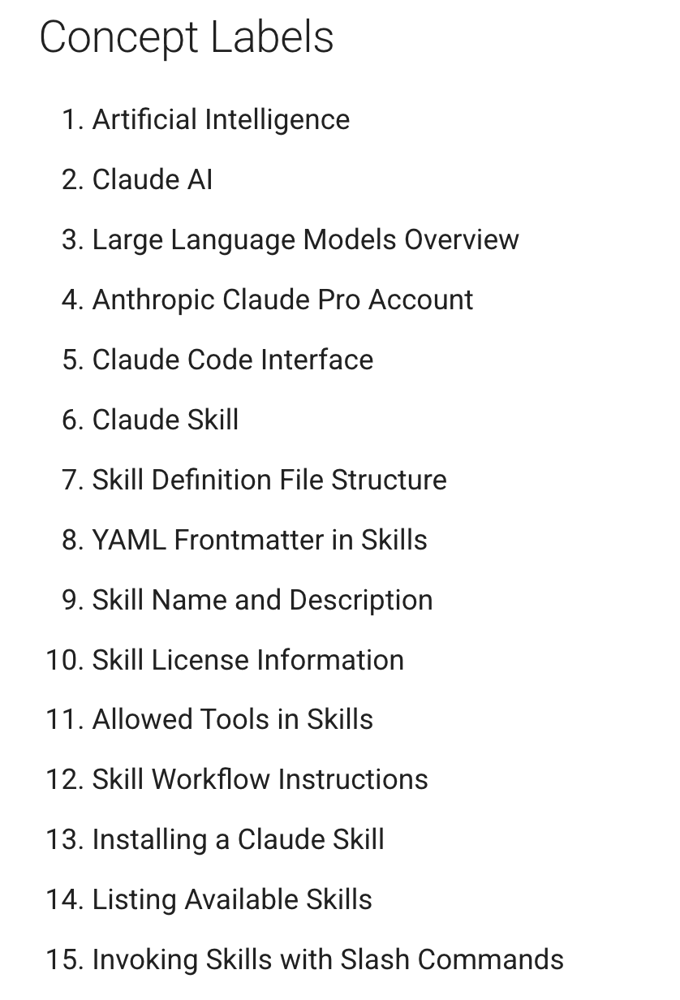 Concept Labels
1. Artificial Intelligence
2. Claude AI
3. Large Language Models Overview
4. Anthropic Claude Pro Account
5. Claude Code Interface
6. Claude Skill
7. Skill Definition File Structure
8. YAML Frontmatter in Skills
9. Skill Name and Description
10. Skill License Information
11. Allowed Tools in Skills
12. Skill Workflow Instructions
13. Installing a Claude Skill
14. Listing Available Skills
15. Invoking Skills with Slash Commands